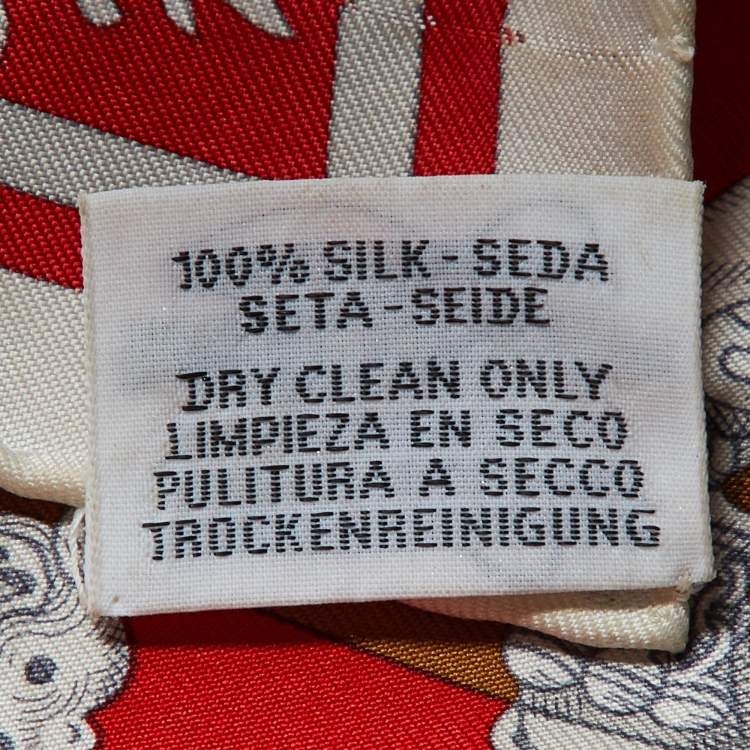 100% SILK - SEDA
SETA - SEIDE
DRY CLEAN ONLY
LIMPIEZA EN SECO
PULITURA A SECCO
TROCKENREINIGUNG